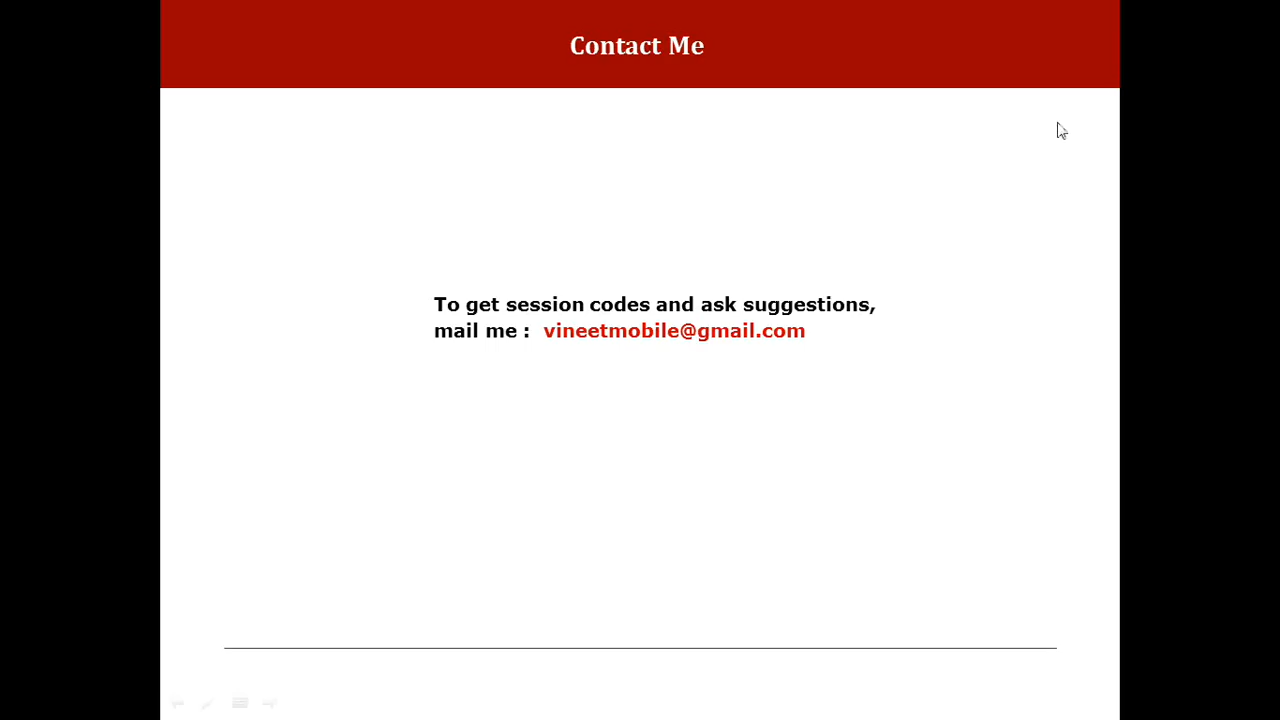 Contact Me
To get session codes and ask suggestions,
mail me : vineetmobile@gmail.com